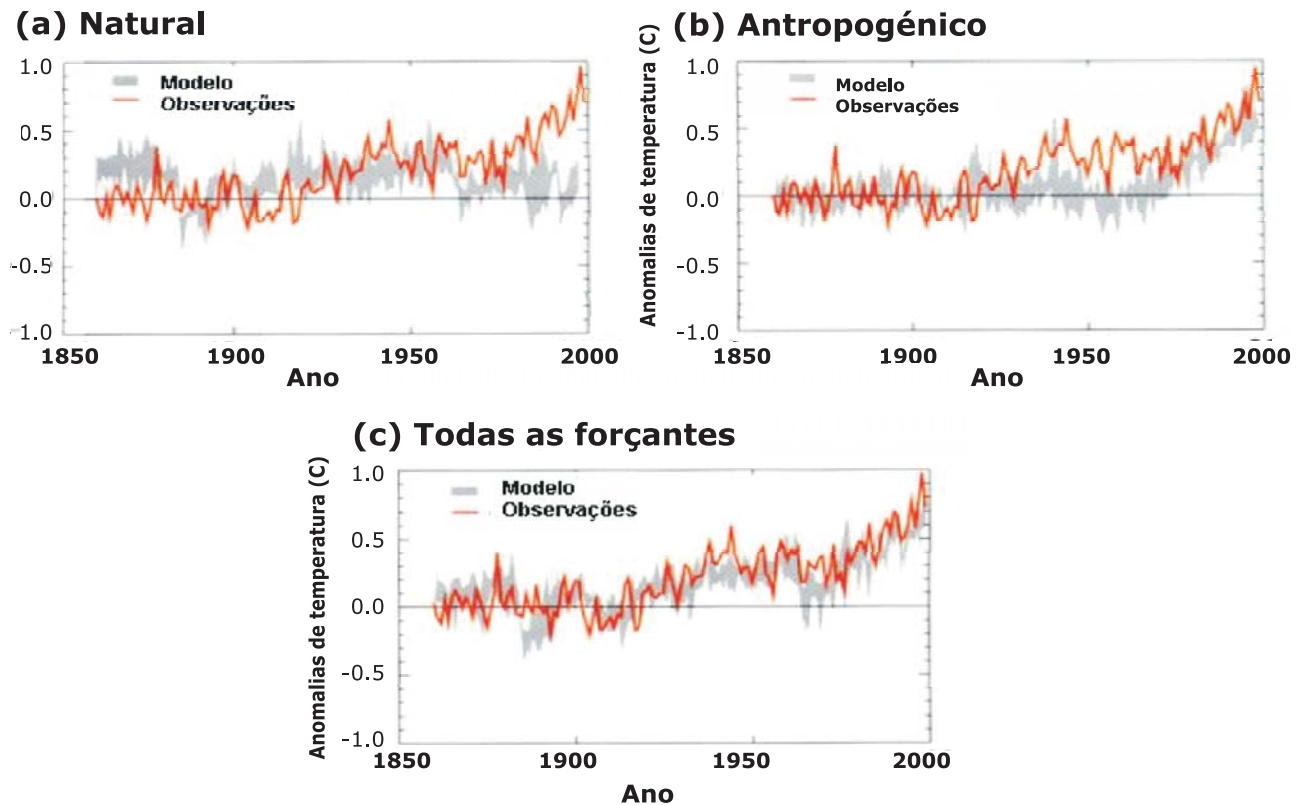 (a) Natural
1.0
0.5
0.0
-0.5
-1.0
Modelo
Observações
1850
1900
1950
2000
Ano
(b) Antropogénico
Anomalias de temperatura (C)
1.0
0.5
0.0
-0.5
-1.0
Modelo
Observações
1850
1900
1950
2000
Ano
(c) Todas as forçantes
Anomalias de temperatura (C)
1.0
0.5
0.0
-0.5
-1.0
Modelo
Observações
1850
1900
1950
2000
Ano